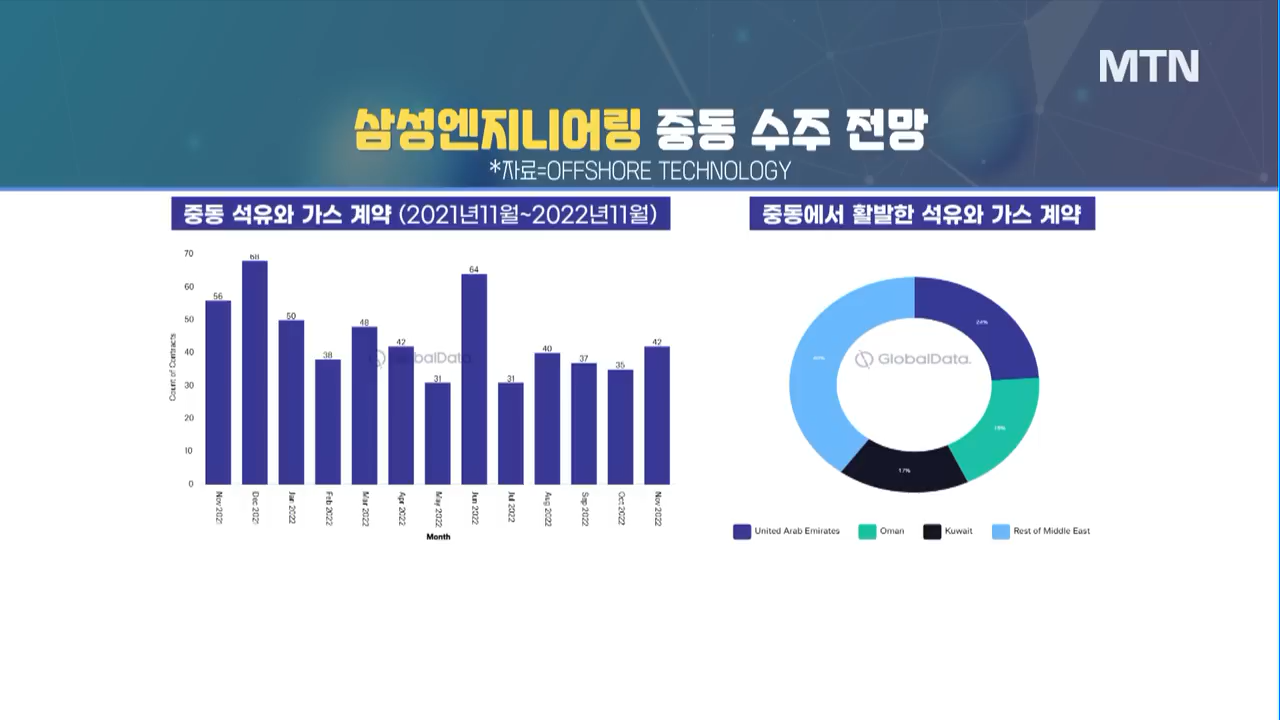 MTN
삼성엔지니어링 중동 수주 전망
*자료=OFFSHORE TECHNOLOGY
중동 석유와 가스 계약 (2021년11월~2022년11월)
Count of Contracts
70
60
50
40
30
20
10
0
56
68
50
38
48
42
31
64
31
40
37
35
42
GlobalData.
Nov 2021
Dec 2021
Jan 2022
Feb 2022
Mar 2022
Apr 2022
May 2022
Jun 2022
Jul 2022
Aug 2022
Sep 2022
Oct 2022
Nov 2022
Month
중동에서 활발한 석유와 가스 계약
24%
19%
17%
GlobalData.
United Arab Emirates
Oman
Kuwait
Rest of Middle East